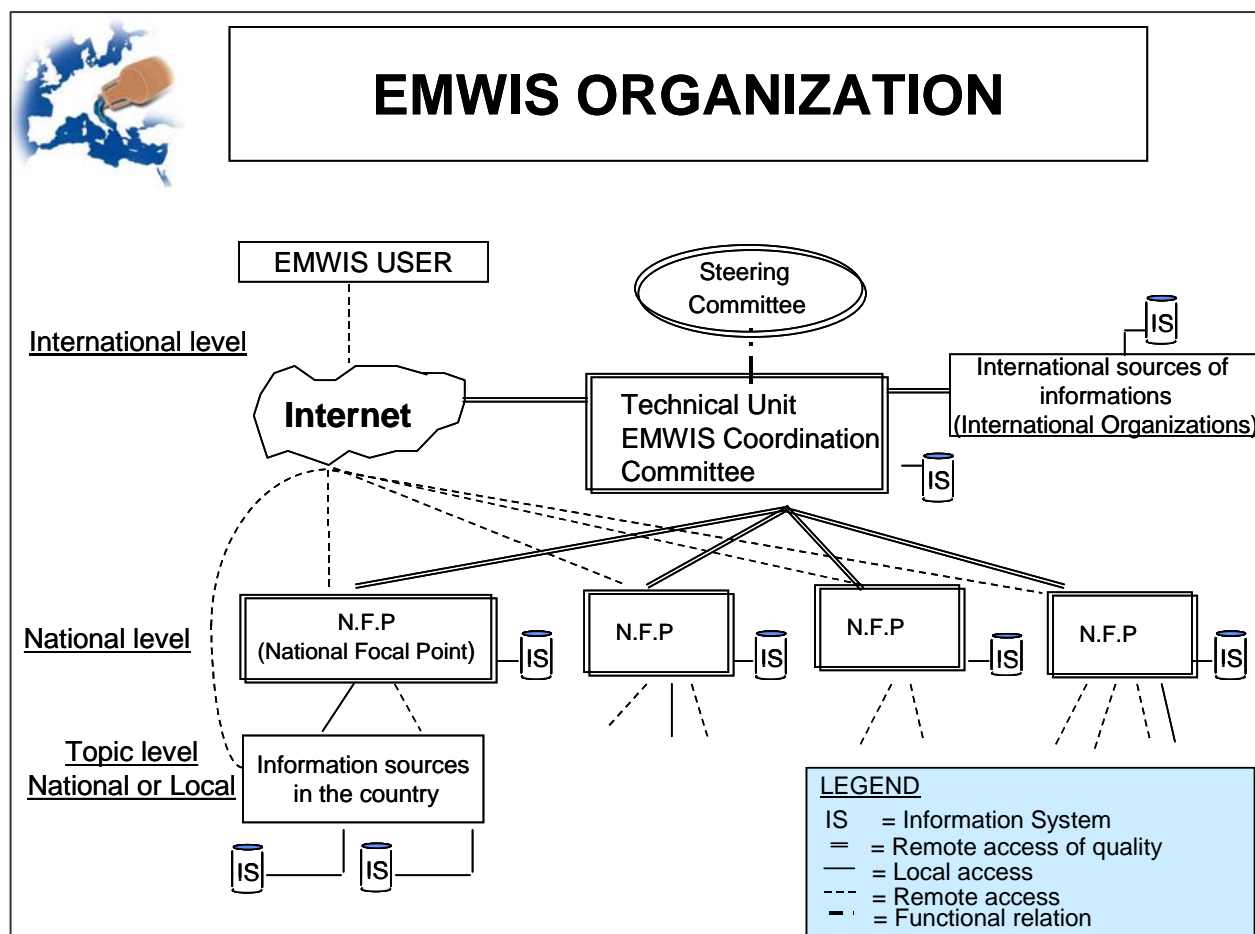 EMWIS ORGANIZATION
EMWIS USER
Steering
Committee
IS
International level
International sources of
informations
(International Organizations)
Internet
Technical Unit
EMWIS Coordination
Committee
IS
N.F.P
(National Focal Point)
IS
N.F.P
IS
N.F.P
IS
N.F.P
IS
National level
Topic level
National or Local
Information sources
in the country
IS
IS
LEGEND
IS = Information System
= Remote access of quality
= Local access
= Remote access
= Functional relation